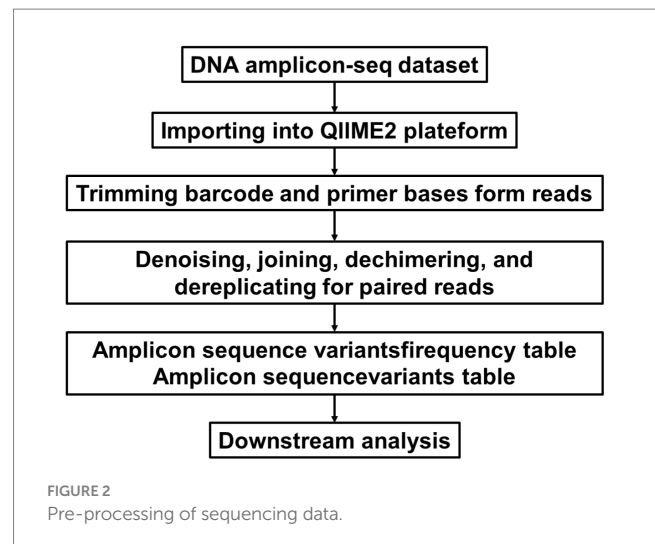 DNA amplicon-seq dataset
Importing into QIIME2 plateform
Trimming barcode and primer bases form reads
Denoising, joining, dechimering, and
dereplicating for paired reads
Amplicon sequence variantsfirequency table
Amplicon sequencevariants table
Downstream analysis
FIGURE 2
Pre-processing of sequencing data.